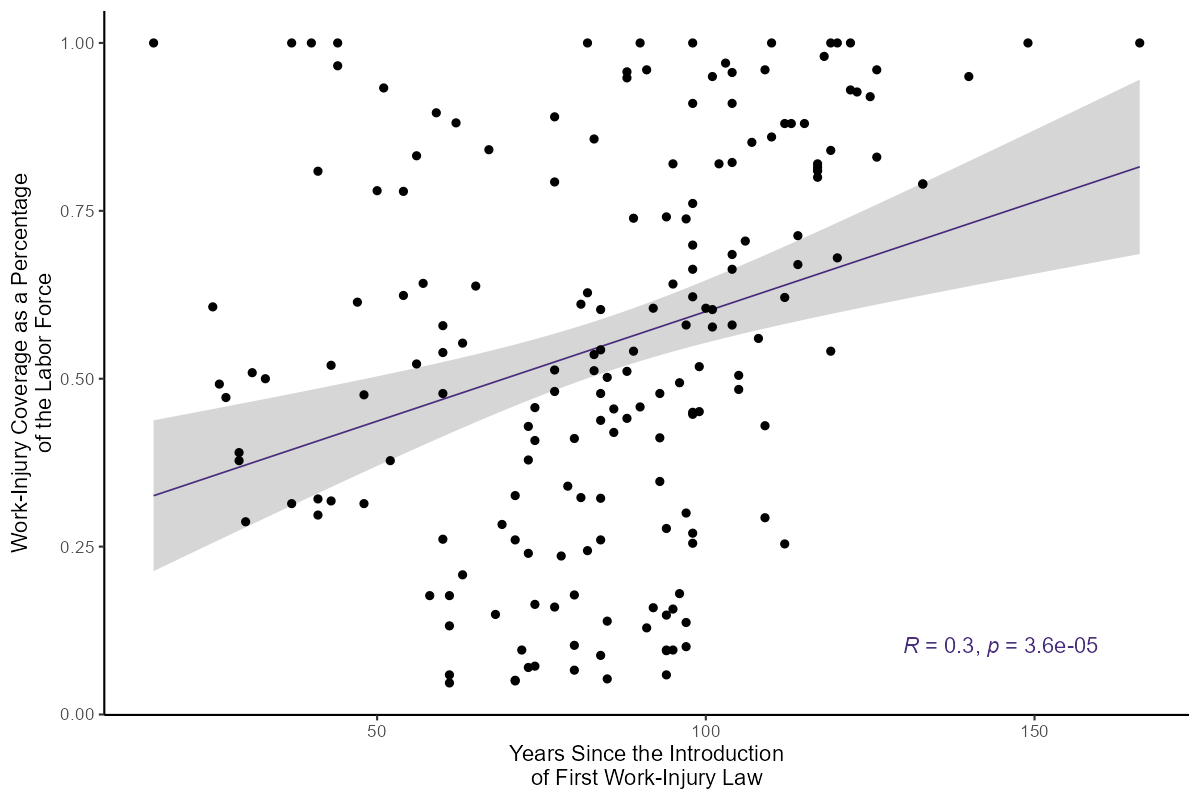 Work-Injury Coverage as a Percentage
of the Labor Force
1.00
0.75
0.50
0.25
0.00
R = 0.3, p = 3.6e-05
50
100
150
Years Since the Introduction
of First Work-Injury Law